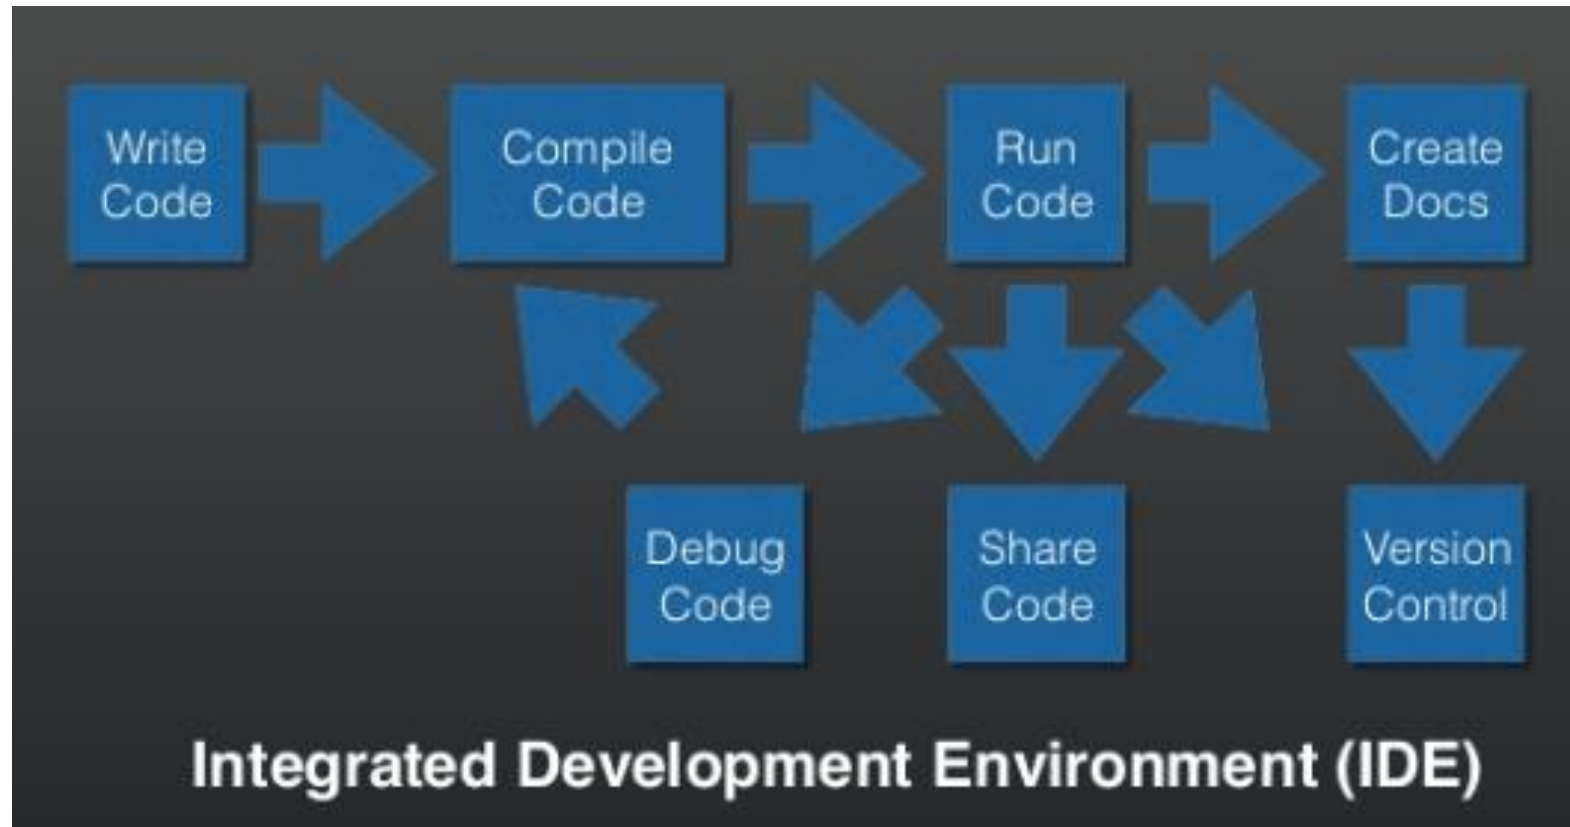 Write
Code
Compile
Code
Run
Code
Create
Docs
Debug
Code
Share
Code
Version
Control
Integrated Development Environment (IDE)